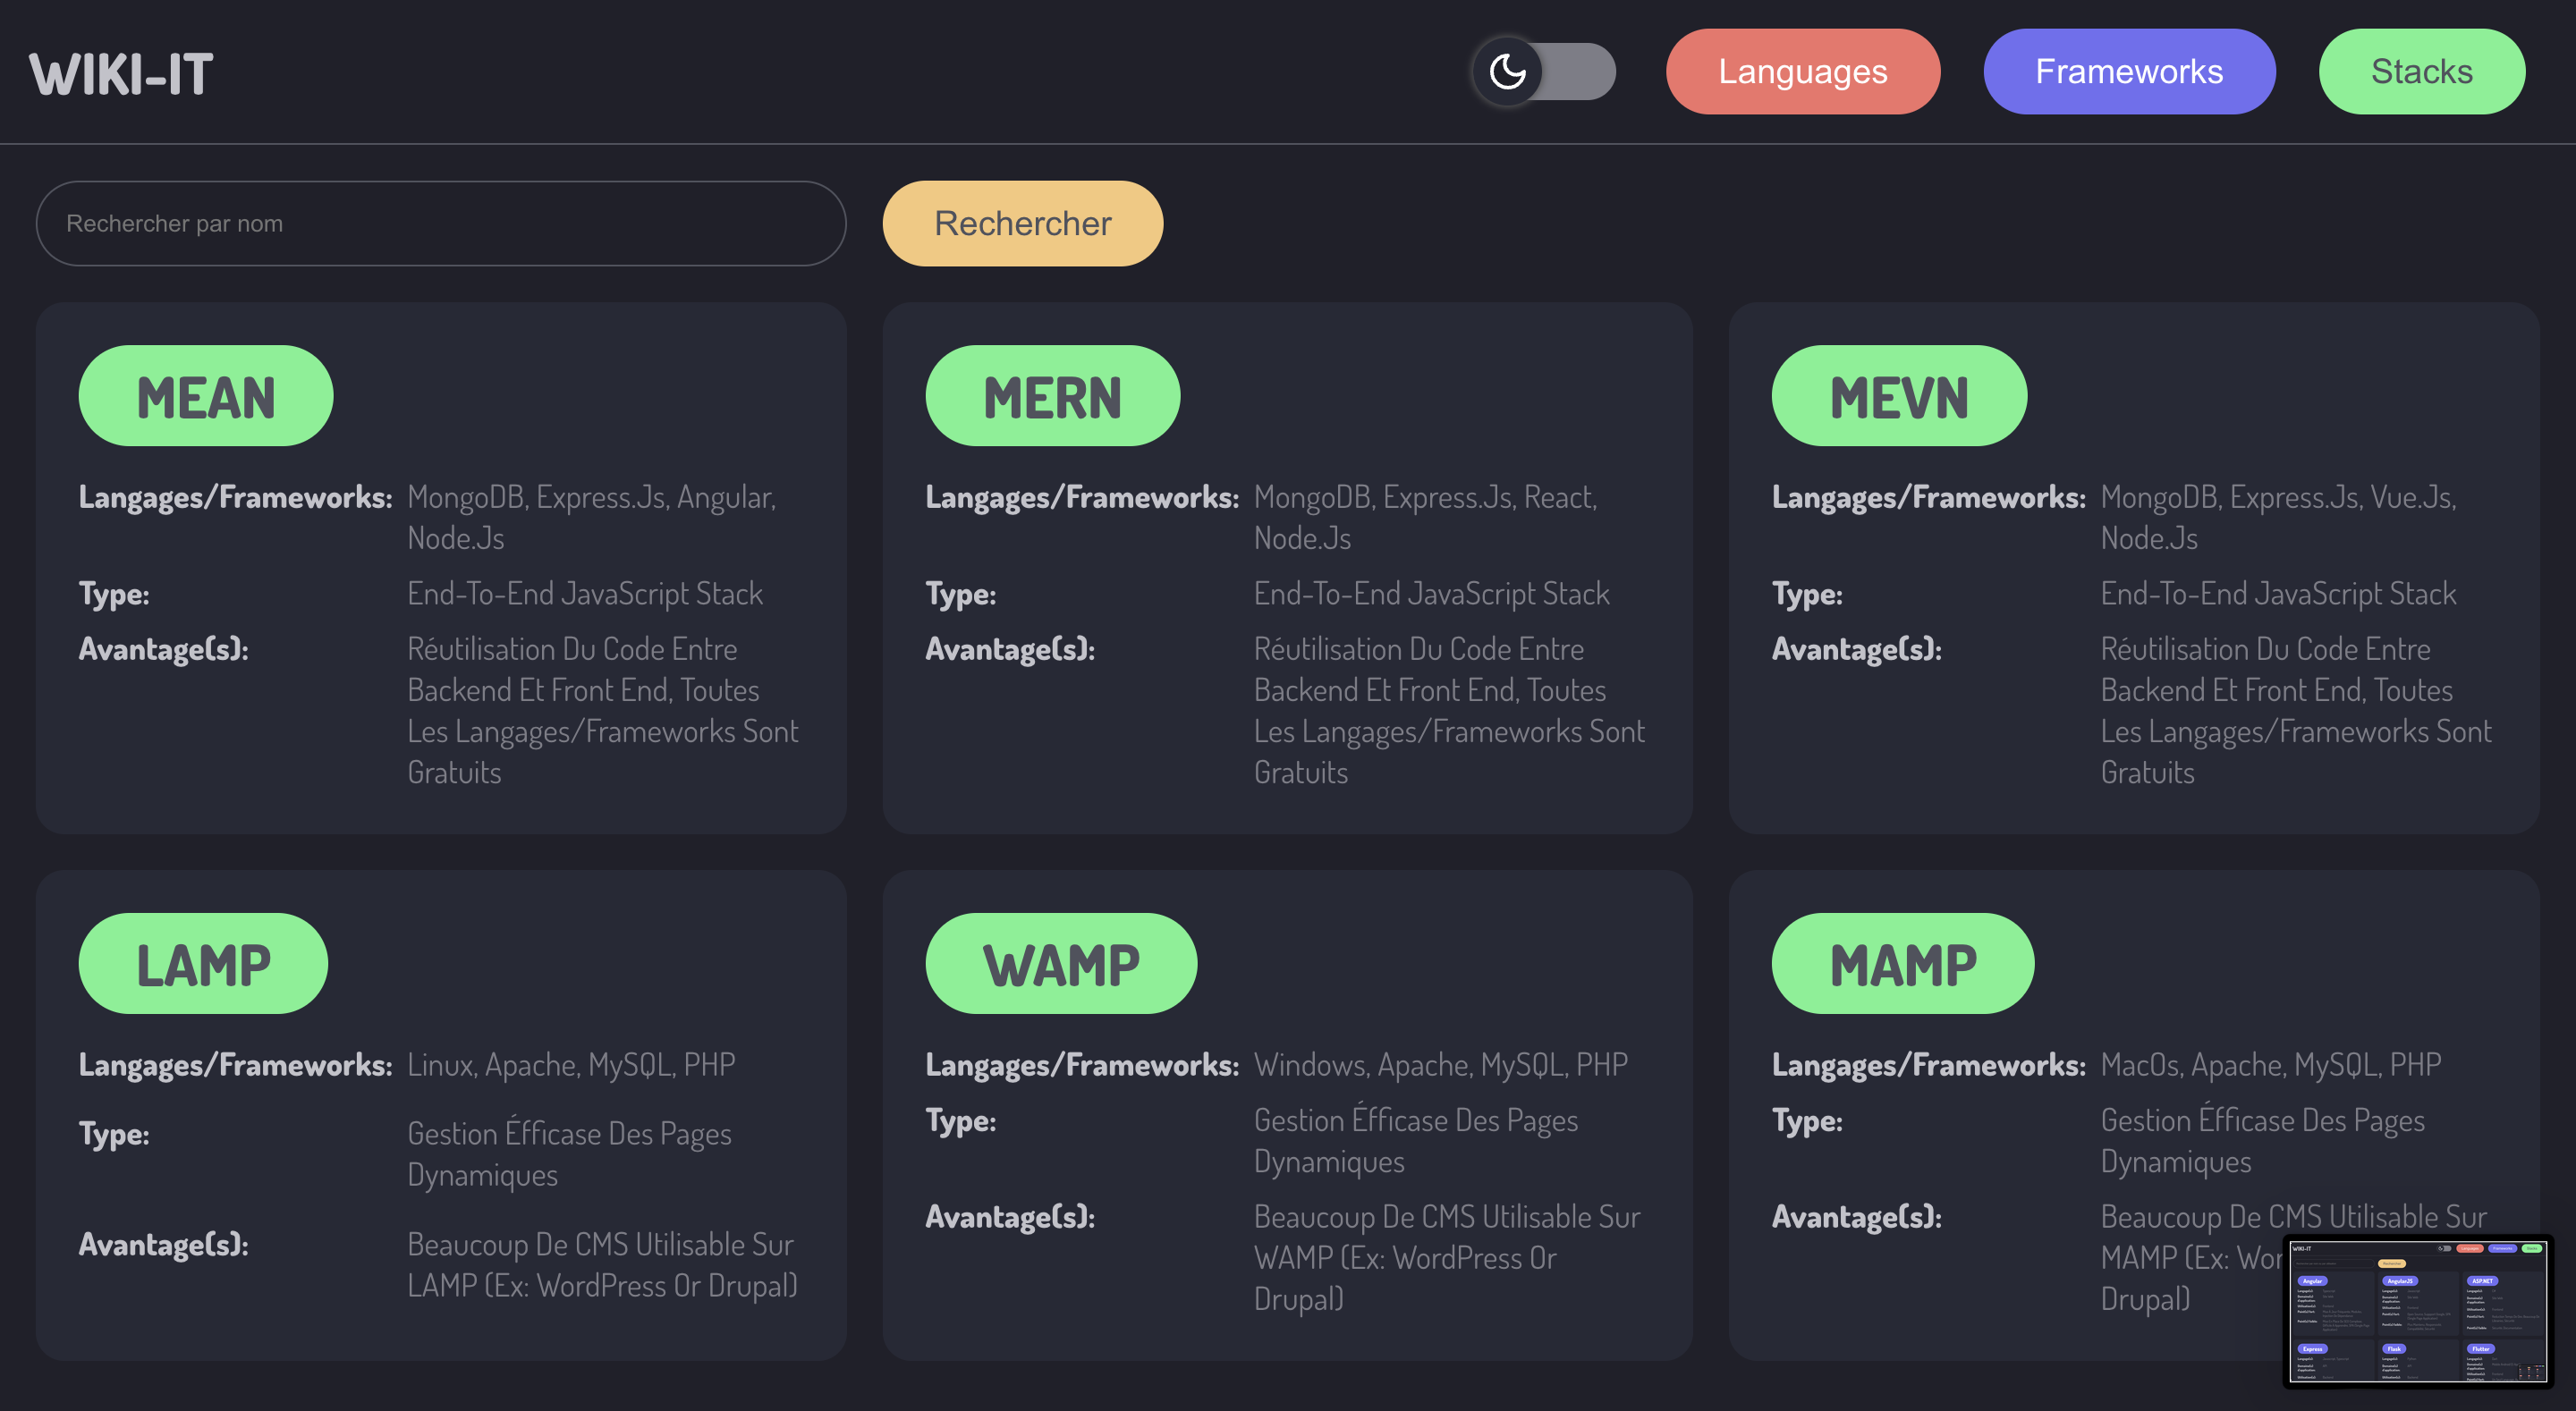 WIKI-IT
Languages
Frameworks
Stacks
Rechercher par nom
Rechercher
MEAN
Langages/Frameworks: MongoDB, Express.Js, Angular,
Node.Js
Type: End-To-End JavaScript Stack
Avantage(s): Réutilisation Du Code Entre
Backend Et Front End, Toutes
Les Langages/Frameworks Sont
Gratuits
MERN
Langages/Frameworks: MongoDB, Express.Js, React,
Node.Js
Type: End-To-End JavaScript Stack
Avantage(s): Réutilisation Du Code Entre
Backend Et Front End, Toutes
Les Langages/Frameworks Sont
Gratuits
MEVN
Langages/Frameworks: MongoDB, Express.Js, Vue.Js,
Node.Js
Type: End-To-End JavaScript Stack
Avantage(s): Réutilisation Du Code Entre
Backend Et Front End, Toutes
Les Langages/Frameworks Sont
Gratuits
LAMP
Langages/Frameworks: Linux, Apache, MySQL, PHP
Type: Gestion Éfficase Des Pages
Dynamiques
Avantage(s): Beaucoup De CMS Utilisable Sur
LAMP (Ex: WordPress Or Drupal)
WAMP
Langages/Frameworks: Windows, Apache, MySQL, PHP
Type: Gestion Éfficase Des Pages
Dynamiques
Avantage(s): Beaucoup De CMS Utilisable Sur
WAMP (Ex: WordPress Or
Drupal)
MAMP
Langages/Frameworks: MacOs, Apache, MySQL, PHP
Type: Gestion Éfficase Des Pages
Dynamiques
Avantage(s): Beaucoup De CMS Utilisable Sur
MAMP (Ex: Wor
Drupal)
WIKI-IT
Angular
AngularJS
ASP.NET
Express
Flask
Flutter